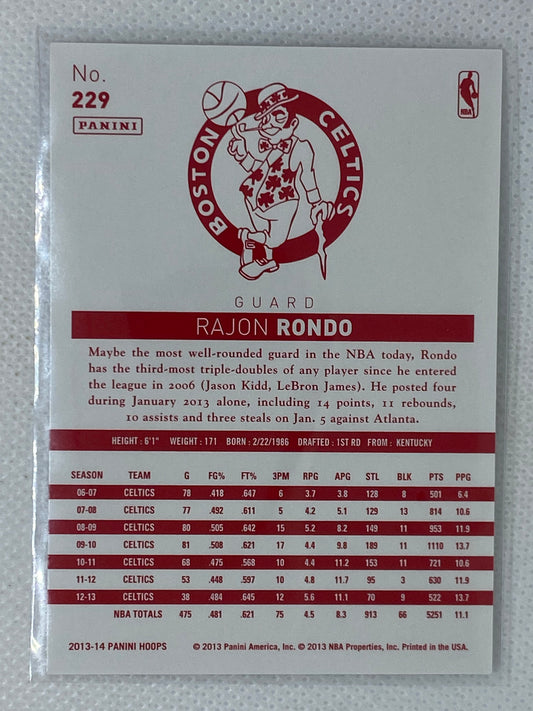 No.
229
PANINI
NBA
BOSTON CELTICS
GUARD
RAJON RONDO
Maybe the most well-rounded guard in the NBA today, Rondo
has the third-most triple-doubles of any player since he entered
the league in 2006 (Jason Kidd, LeBron James). He posted four
during January 2013 alone, including 14 points, 11 rebounds,
10 assists and three steals on Jan. 5 against Atlanta.
HEIGHT: 6'1" WEIGHT: 171 BORN: 2/22/1986 DRAFTED: 1ST RD FROM: KENTUCKY
SEASON TEAM G FG% FT% 3PM RPG APG STL BLK PTS PPG
06-07 CELTICS 78 .418 .647 6 3.7 3.8 128 8 501 6.4
07-08 CELTICS 77 .492 .611 5 4.2 5.1 129 13 814 10.6
08-09 CELTICS 80 .505 .642 15 5.2 8.2 149 11 953 11.9
09-10 CELTICS 81 .508 .621 17 4.4 9.8 189 11 1110 13.7
10-11 CELTICS 68 .475 .568 10 4.4 11.2 153 11 721 10.6
11-12 CELTICS 53 .448 .597 10 4.8 11.7 95 3 630 11.9
12-13 CELTICS 38 .484 .645 12 5.6 11.1 70 9 522 13.7
NBA TOTALS 475 .481 .621 75 4.5 8.3 913 66 5251 11.1
2013-14 PANINI HOOPS © 2013 Panini America, Inc. © 2013 NBA Properties, Inc. Printed in the USA.